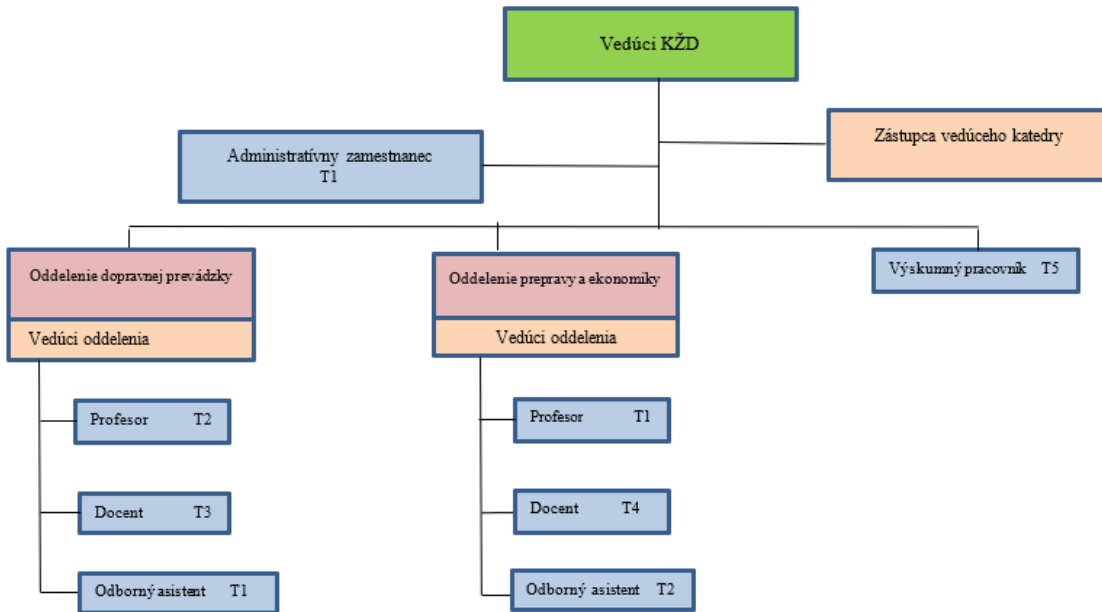 Vedúci KŽD
Zástupca vedúceho katedry
Administratívny zamestnanec
T1
Oddelenie dopravnej prevádzky
Vedúci oddelenia
Profesor T2
Docent T3
Odborný asistent T1
Oddelenie prepravy a ekonomiky
Vedúci oddelenia
Profesor T1
Docent T4
Odborný asistent T2
Výskumný pracovník T5